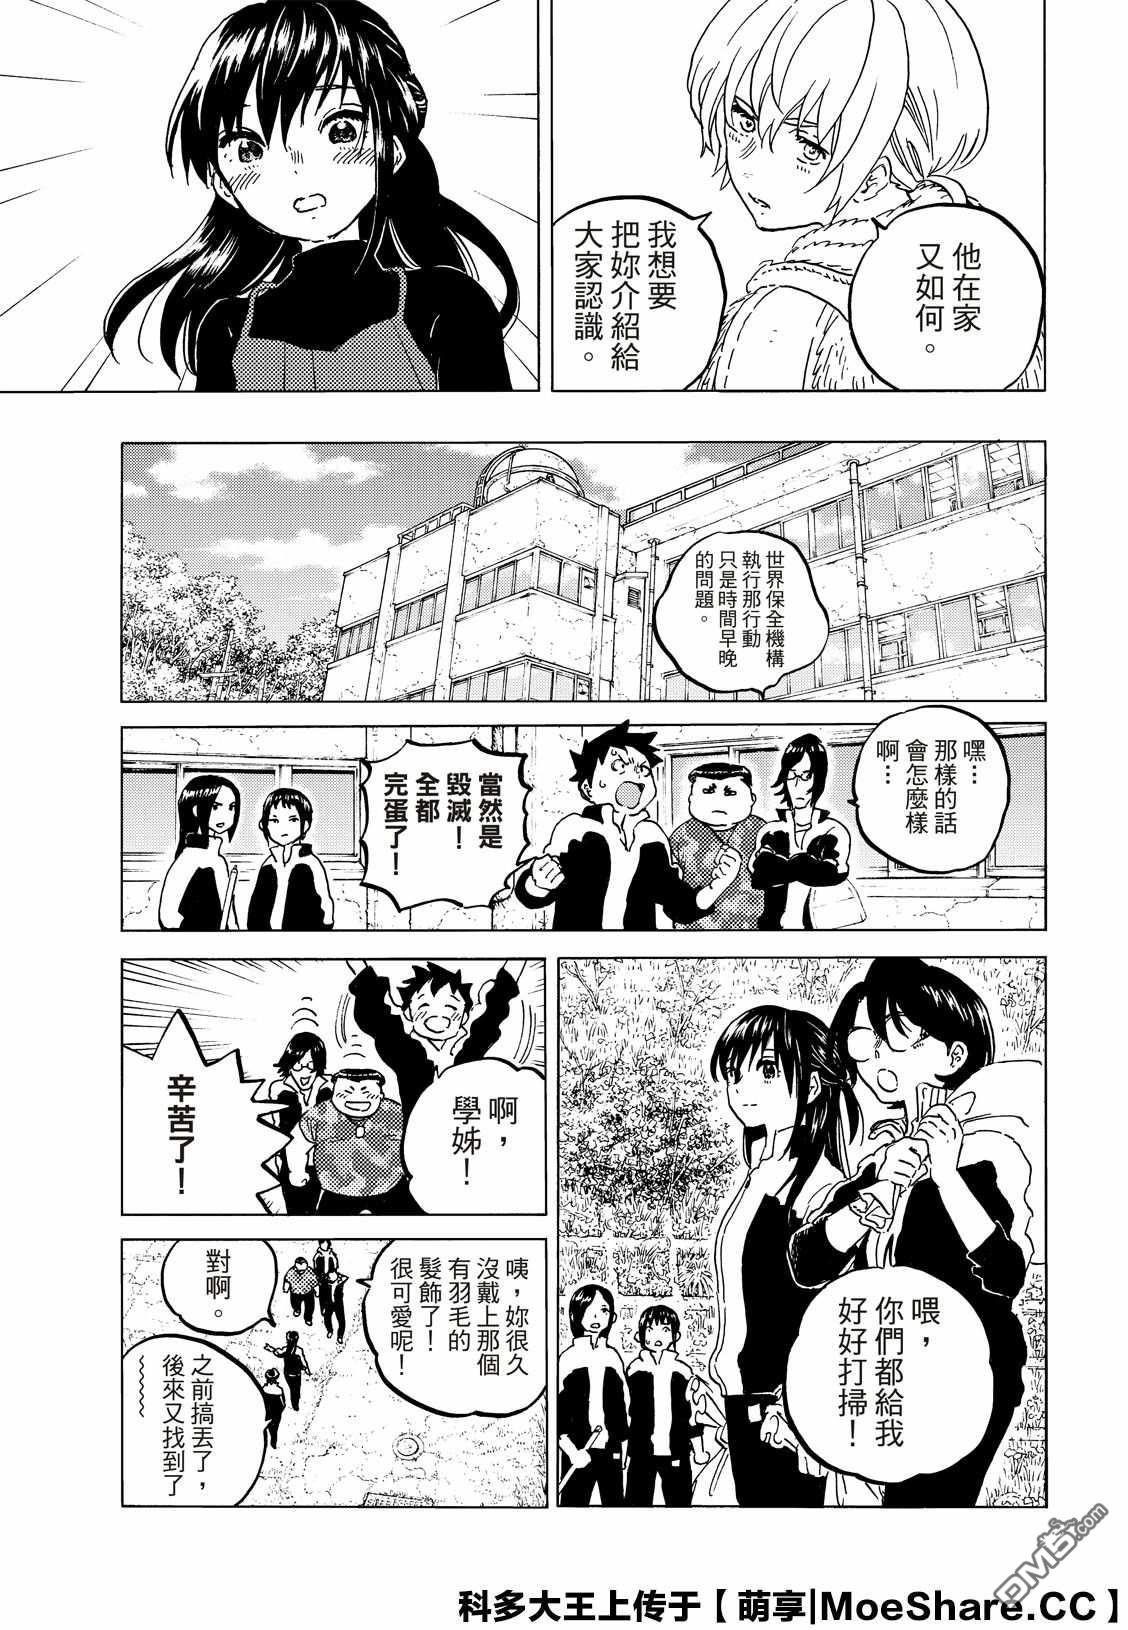 他在家
又如何。
我想要
把妳介紹給
大家認識。
世界保全機構
執行那行動
只是時間早晚
的問題。
嘿…
那樣的話
會怎麼樣
啊…
當然是
毀滅！
全都
完蛋了！
喂，
你們都給我
好好打掃！
啊，
學姊！
辛苦了！
咦，妳很久
沒戴上那個
有羽毛的
髮飾了！
很可愛呢！
對啊。
之前搞丟了，
後來又找到了
科多大王上传于【萌享|MoeShare.CC】
DM5.com